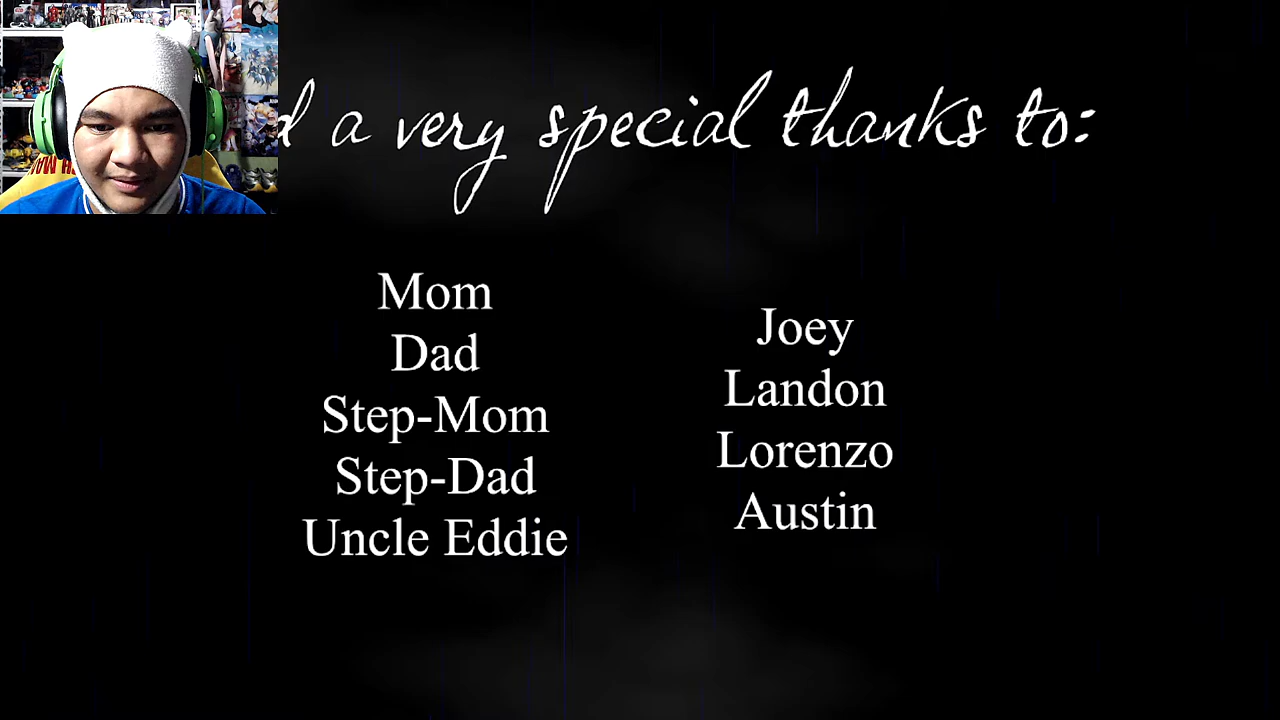 a very special thanks to:
Mom
Dad
Step-Mom
Step-Dad
Uncle Eddie
Joey
Landon
Lorenzo
Austin